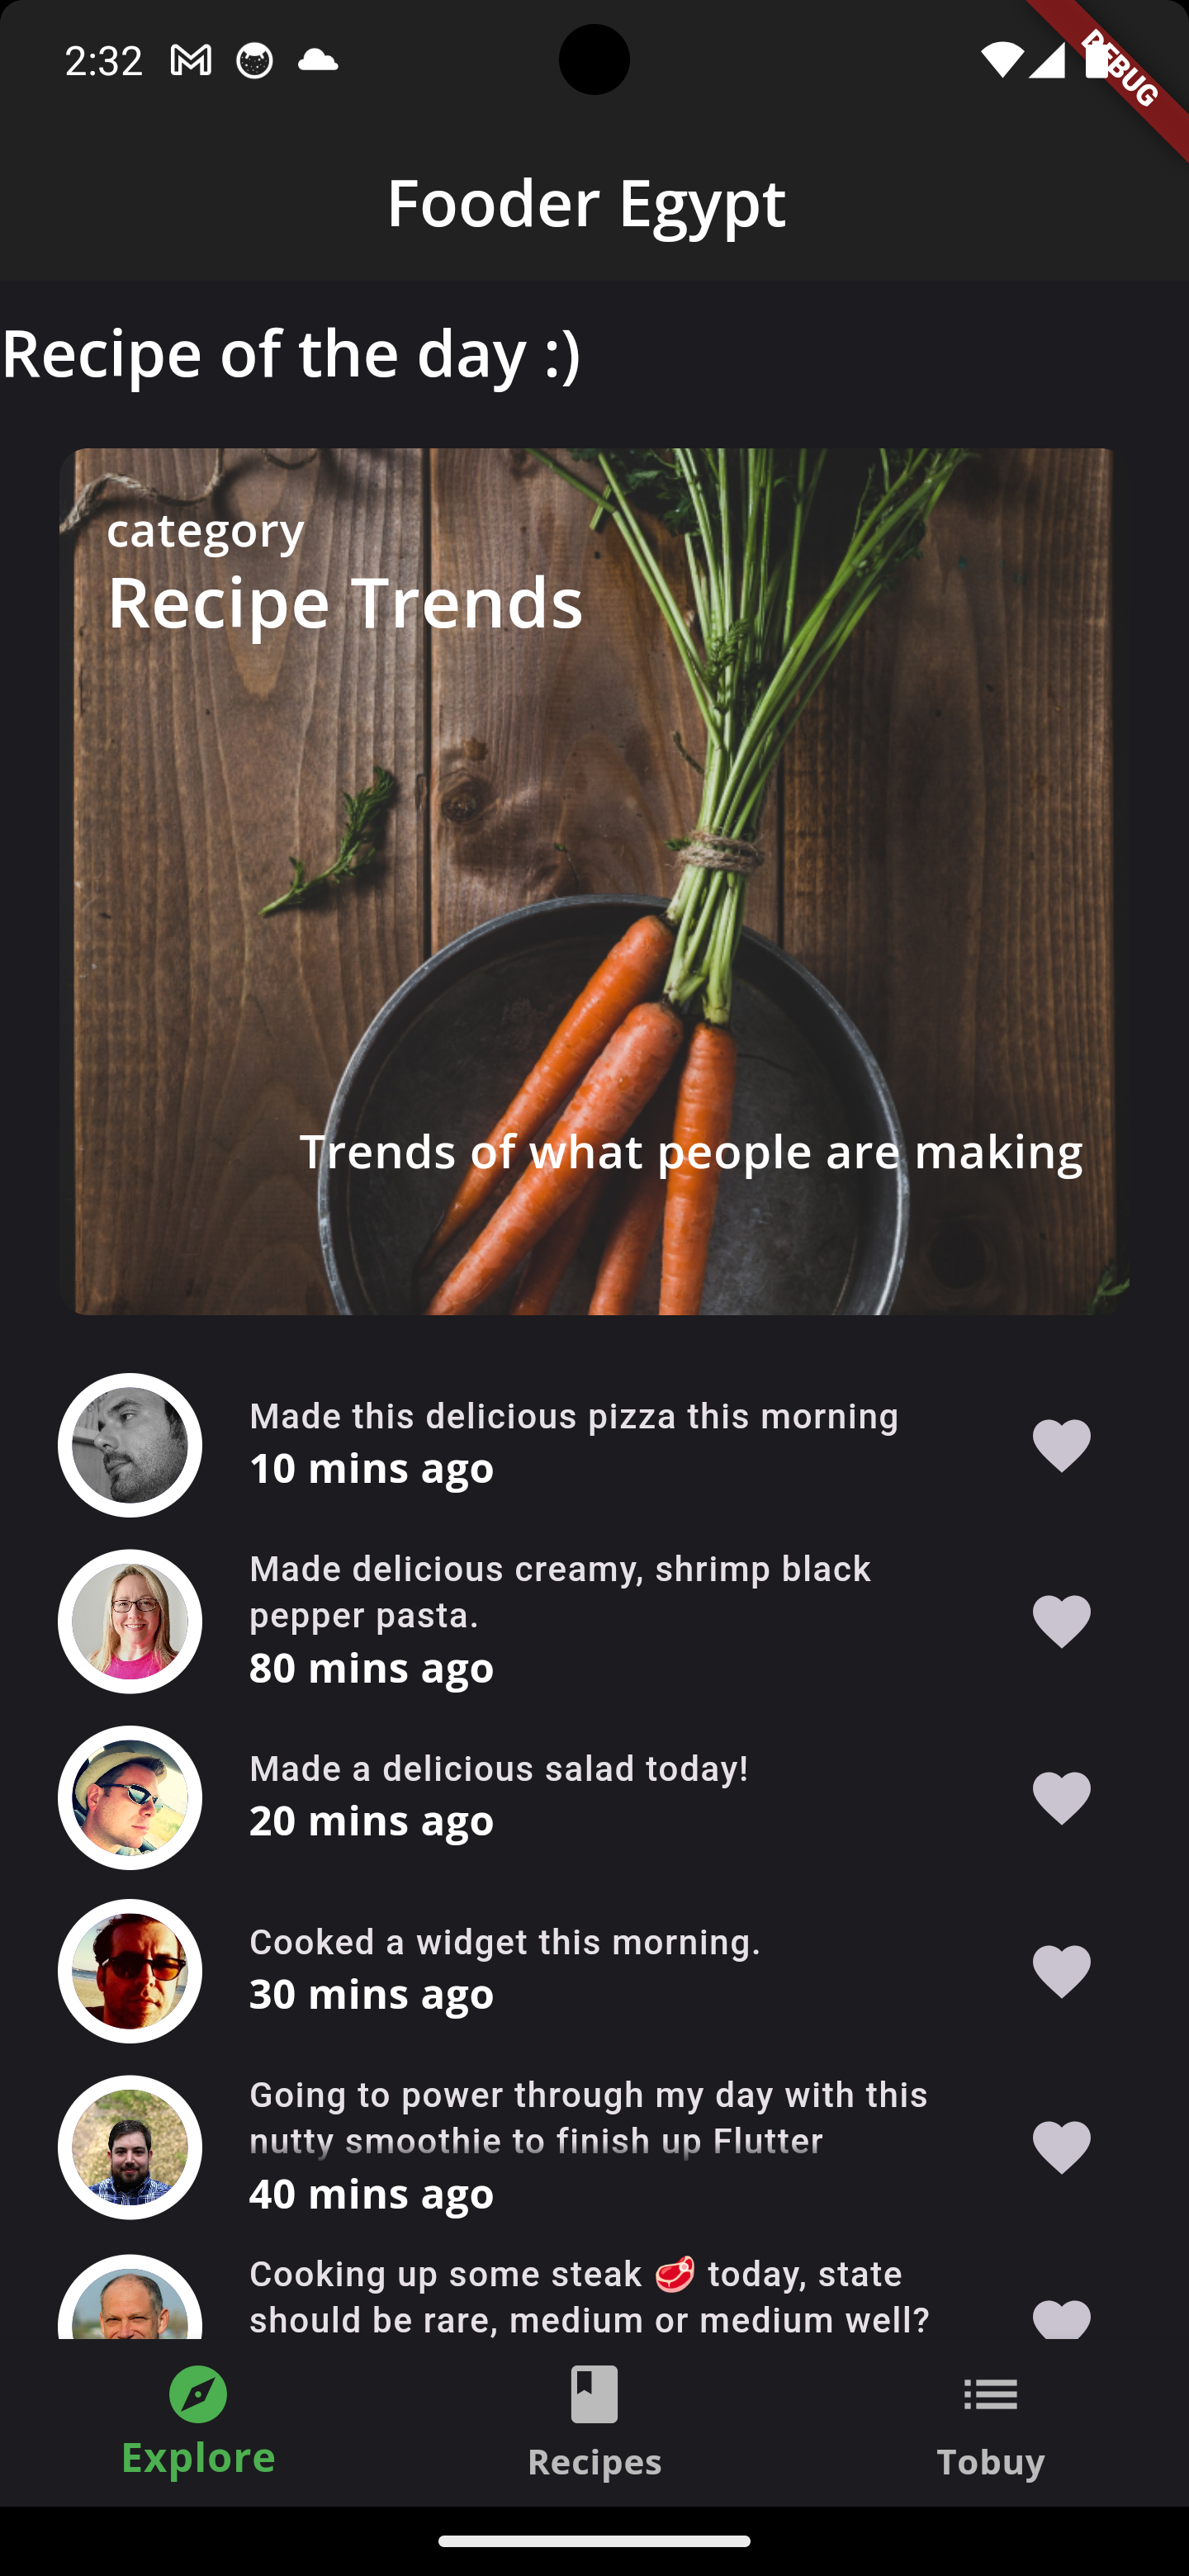 2:32
DEBUG
Fooder Egypt
Recipe of the day :)
category
Recipe Trends
Trends of what people are making
Made this delicious pizza this morning
10 mins ago
Made delicious creamy, shrimp black
pepper pasta.
80 mins ago
Made a delicious salad today!
20 mins ago
Cooked a widget this morning.
30 mins ago
Going to power through my day with this
nutty smoothie to finish up Flutter
40 mins ago
Cooking up some steak 🥩 today, state
should be rare, medium or medium well?
Explore
Recipes
Tobuy